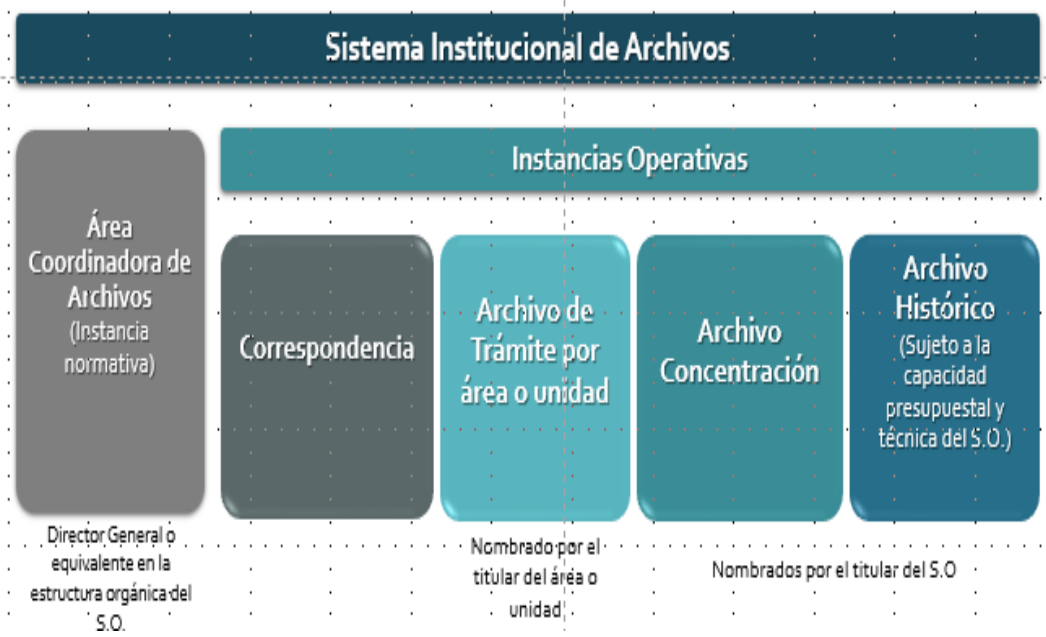 Sistema Institucional de Archivos
Instancias Operativas
Área
Coordinadora de
Archivos
(Instancia
normativa)
Correspondencia
Archivo de
Trámite por
área o unidad
Archivo
Concentración
Archivo
Histórico
(Sujeto a la
capacidad
presupuestal y
técnica del S.O.)
Director General o
equivalente en la
estructura orgánica del
S.O.
Nombrado por el
titular del área o
unidad
Nombrados por el titular del S.O